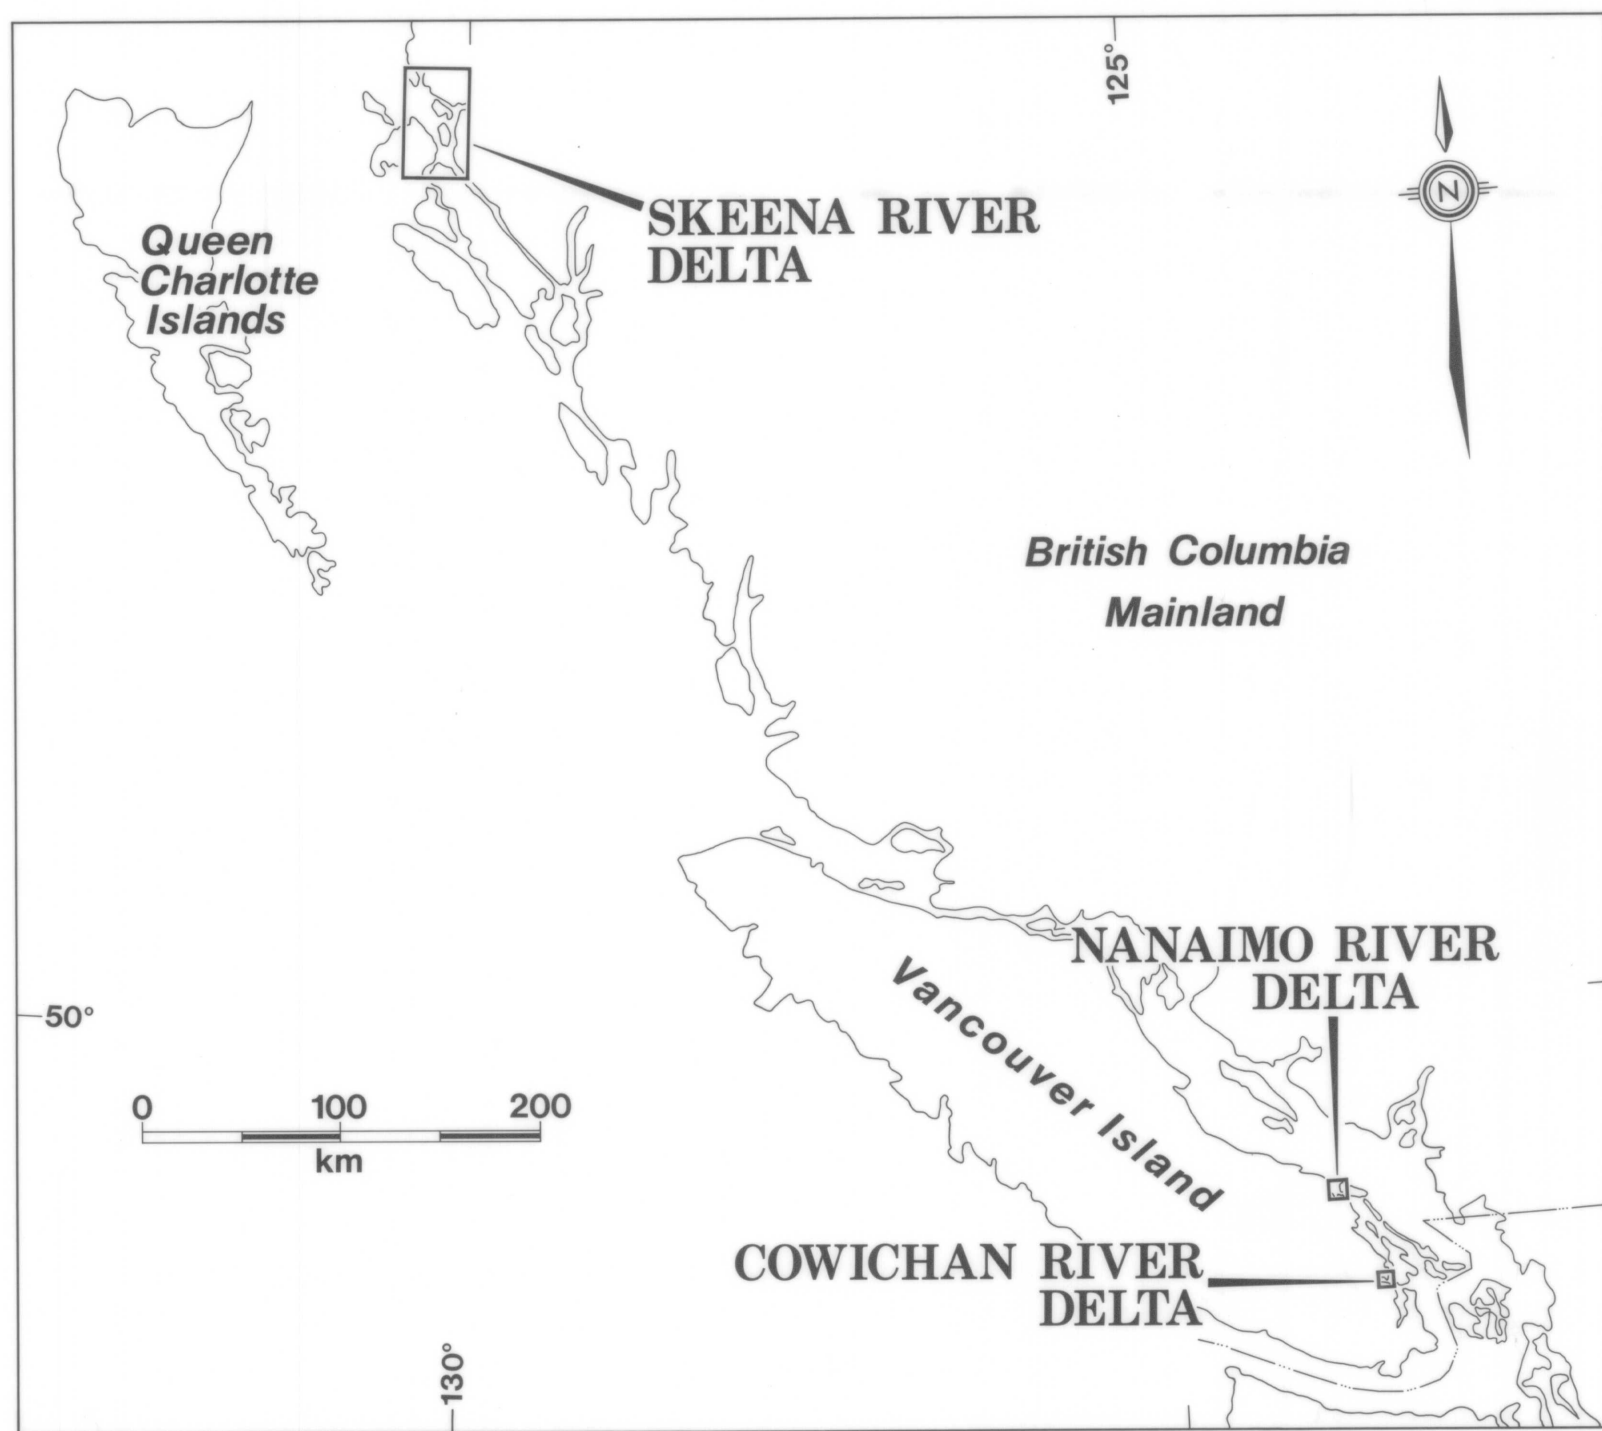 125°
N
SKEENA RIVER
DELTA
Queen
Charlotte
Islands
British Columbia
Mainland
NANAIMO RIVER
DELTA
50°
Vancouver Island
0 100 200
km
COWICHAN RIVER
DELTA
130°